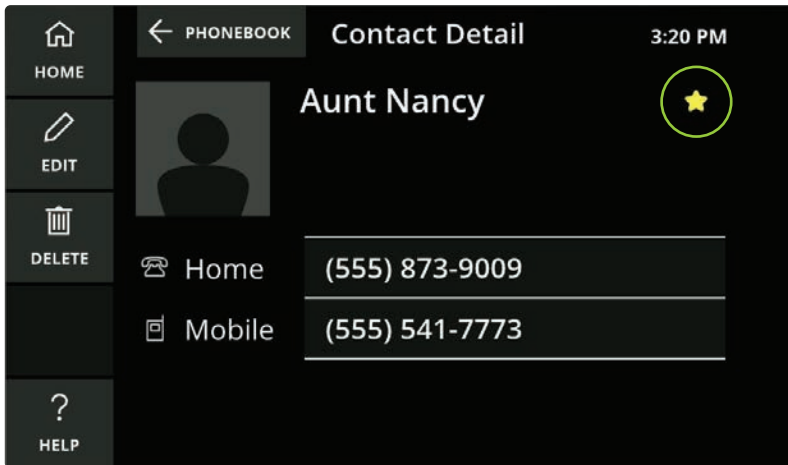 HOME
PHONEBOOK Contact Detail 3:20 PM
Aunt Nancy
EDIT
DELETE
Home (555) 873-9009
Mobile (555) 541-7773
?
HELP